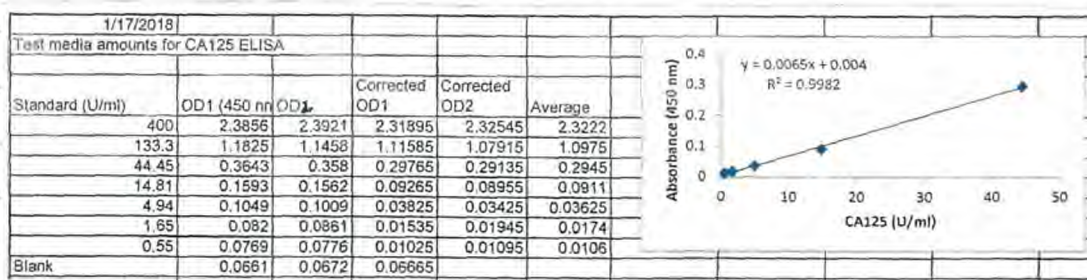 1/17/2018
Test media amounts for CA125 ELISA
Standard (U/ml) OD1 (450 nm OD2 Corrected OD1 Corrected OD2 Average
400 2.3856 2.3921 2.31895 2.32545 2.3222
133.3 1.1825 1.1458 1.11585 1.07915 1.0975
44.45 0.3643 0.358 0.29765 0.29135 0.2945
14.81 0.1593 0.1562 0.09265 0.08955 0.0911
4.94 0.1049 0.1009 0.03825 0.03425 0.03625
1.65 0.082 0.0861 0.01535 0.01945 0.0174
0.55 0.0769 0.0776 0.01025 0.01095 0.0106
Blank 0.0661 0.0672 0.06665
Absorbance (450 nm)
0.4
0.3
0.2
0.1
0
y = 0.0065x + 0.004
R² = 0.9982
0 10 20 30 40 50
CA125 (U/ml)